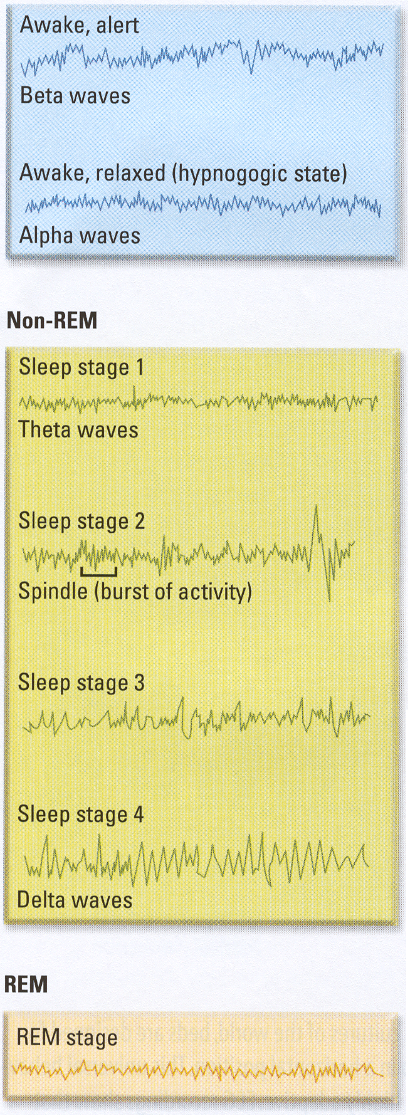 Awake, alert
Beta waves
Awake, relaxed (hypnogogic state)
Alpha waves
Non-REM
Sleep stage 1
Theta waves
Sleep stage 2
Spindle (burst of activity)
Sleep stage 3
Sleep stage 4
Delta waves
REM
REM stage